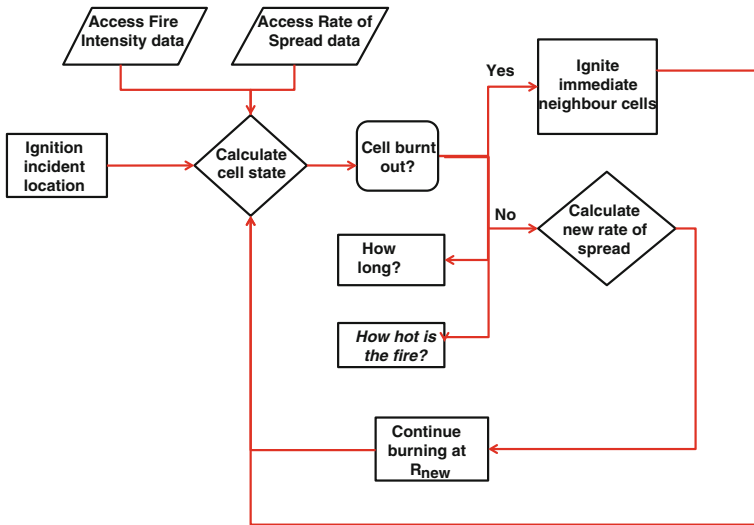 Access Fire
Intensity data
Access Rate of
Spread data
Ignition
incident
location
Calculate
cell state
Cell burnt
out?
Yes
Ignite
immediate
neighbour cells
No
Calculate
new rate of
spread
How
long?
How hot is
the fire?
Continue
burning at
Rnew